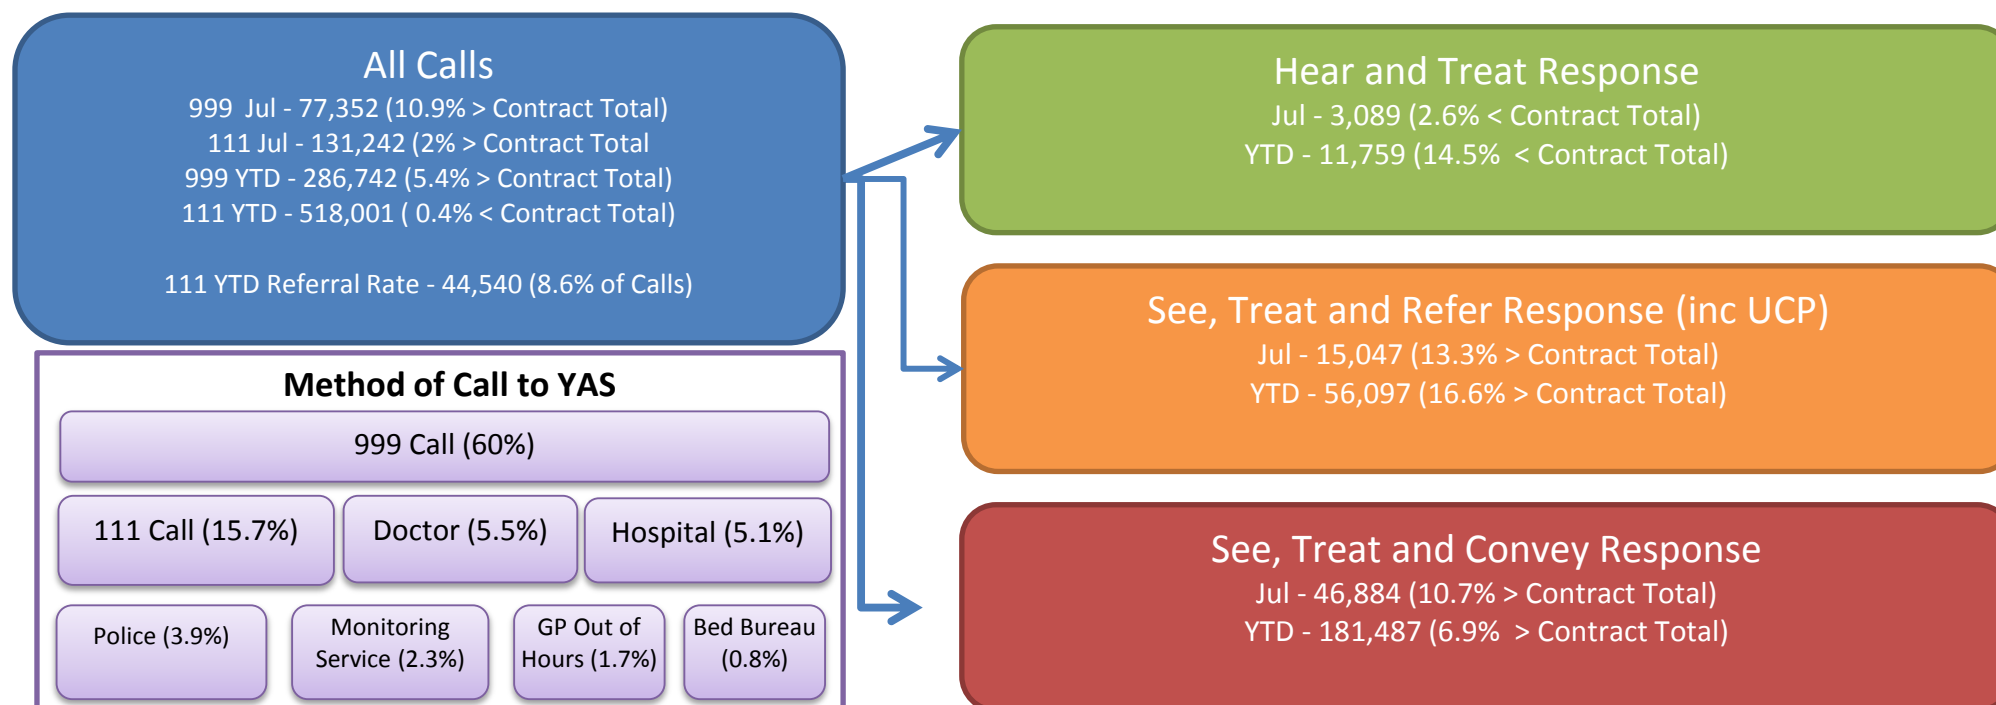 All Calls
999  Jul - 77,352 (10.9% > Contract Total)
111 Jul - 131,242 (2% > Contract Total
999 YTD - 286,742 (5.4% > Contract Total)
111 YTD - 518,001 ( 0.4% < Contract Total)
111 YTD Referral Rate - 44,540 (8.6% of Calls)
Method of Call to YAS
999 Call (60%)
111 Call (15.7%)
Doctor (5.5%)
Hospital (5.1%)
Police (3.9%)
Monitoring
Service (2.3%)
GP Out of
Hours (1.7%)
Bed Bureau
(0.8%)
Hear and Treat Response
Jul - 3,089 (2.6% < Contract Total)
YTD - 11,759 (14.5%  < Contract Total)
See, Treat and Refer Response (inc UCP)
Jul - 15,047 (13.3% > Contract Total)
YTD - 56,097 (16.6% > Contract Total)
See, Treat and Convey Response
Jul - 46,884 (10.7% > Contract Total)
YTD - 181,487 (6.9%  > Contract Total)